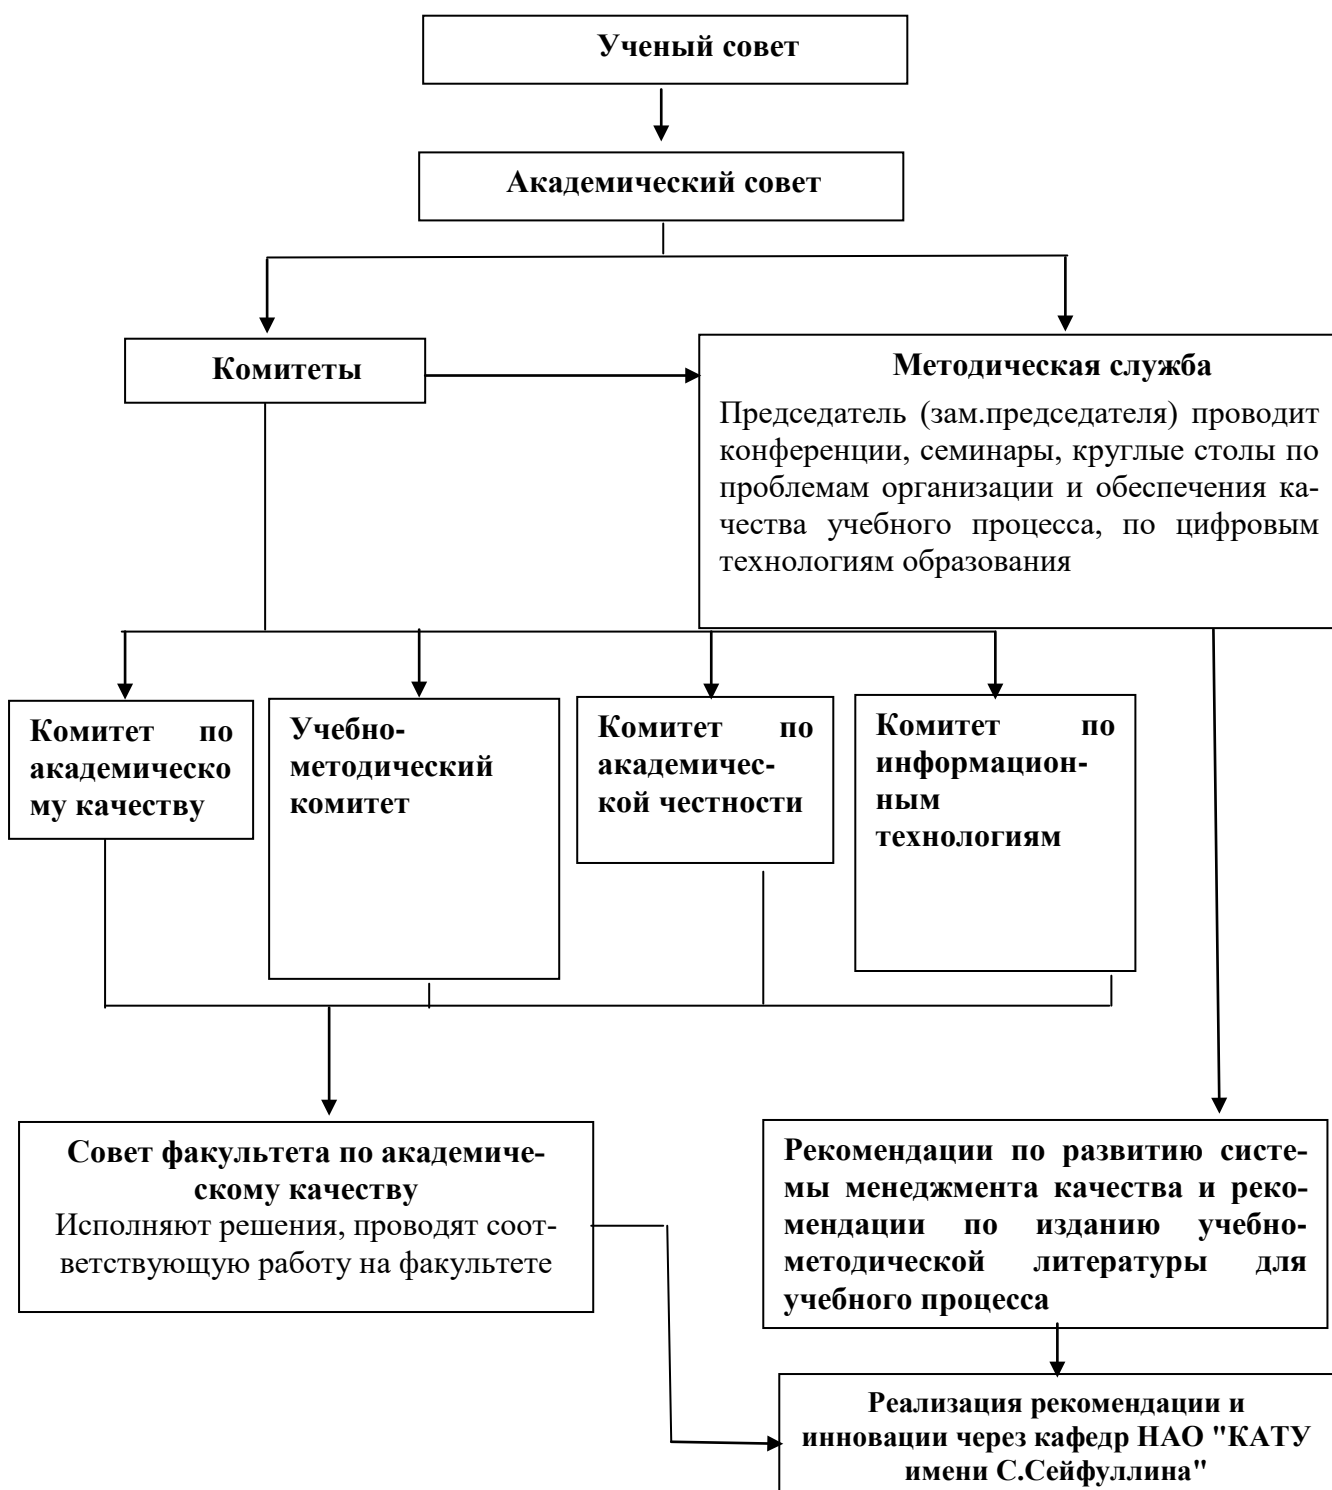 Ученый совет
Академический совет
Комитеты
Методическая служба
Председатель (зам.председателя) проводит
конференции, семинары, круглые столы по
проблемам организации и обеспечения ка-
чества учебного процесса, по цифровым
технологиям образования
Комитет по
академическо
му качеству
Учебно-
методический
комитет
Комитет по
академичес-
кой честности
Комитет по
информацион-
ным
технологиям
Совет факультета по академиче-
скому качеству
Исполняют решения, проводят соот-
ветствующую работу на факультете
Рекомендации по развитию систе-
мы менеджмента качества и реко-
мендации по изданию учебно-
методической литературы для
учебного процесса
Реализация рекомендации и
инновации через кафедр НАО "КАТУ
имени С.Сейфуллина"